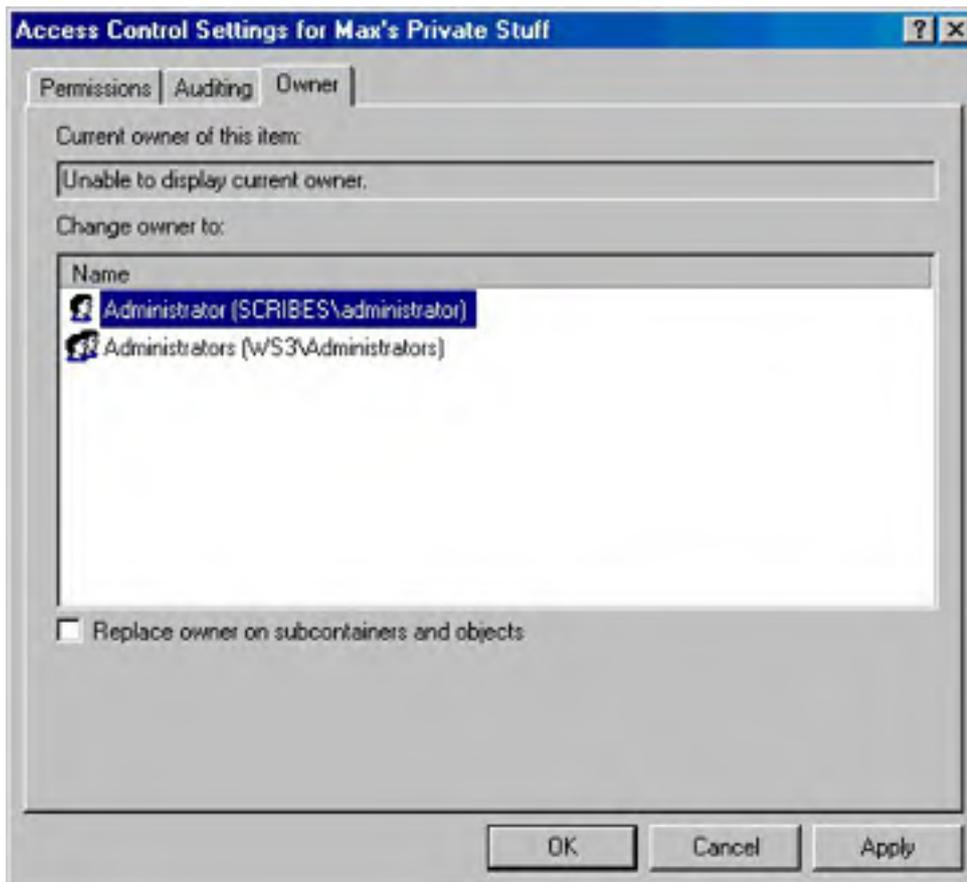 Access Control Settings for Max's Private Stuff
Permissions Auditing Owner
Current owner of this item:
Unable to display current owner.
Change owner to:
Name
Administrator (SCRIBES\administrator)
Administrators (WS3\Administrators)
Replace owner on subcontainers and objects
OK Cancel Apply